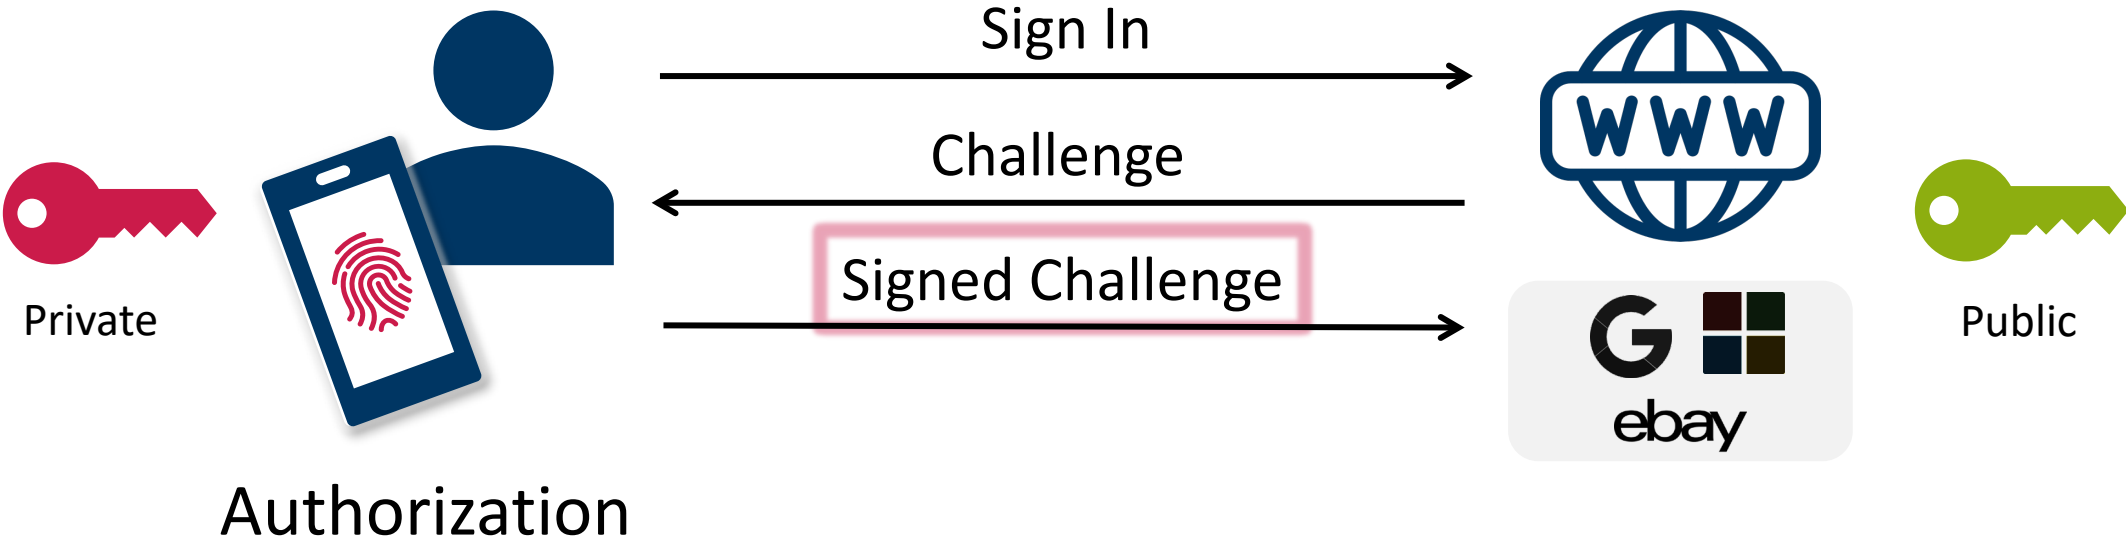 Sign In
WWW
Challenge
Signed Challenge
Private
Public
G
ebay
Authorization